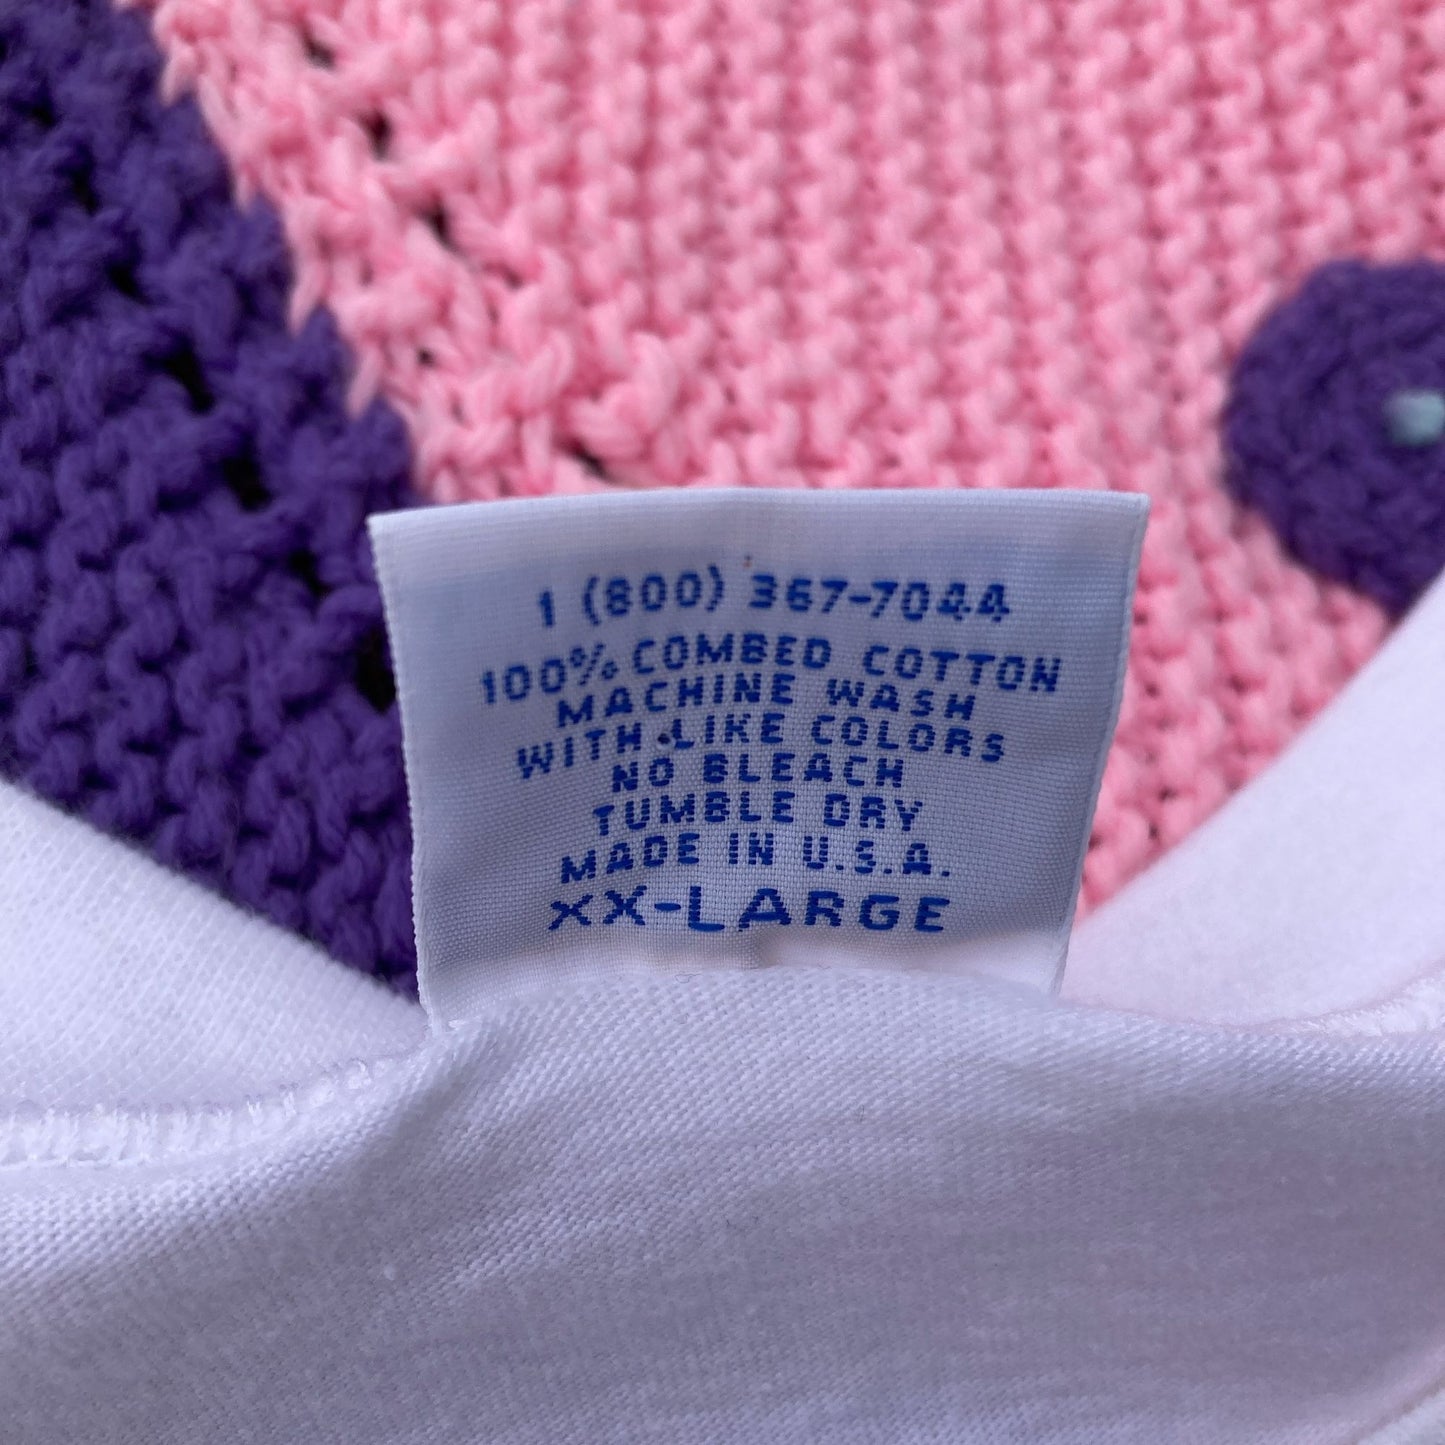 1 (800) 367-7044
100% COMBED COTTON
MACHINE WASH
WITH LIKE COLORS
NO BLEACH
TUMBLE DRY
MADE IN U.S.A.
XX-LARGE